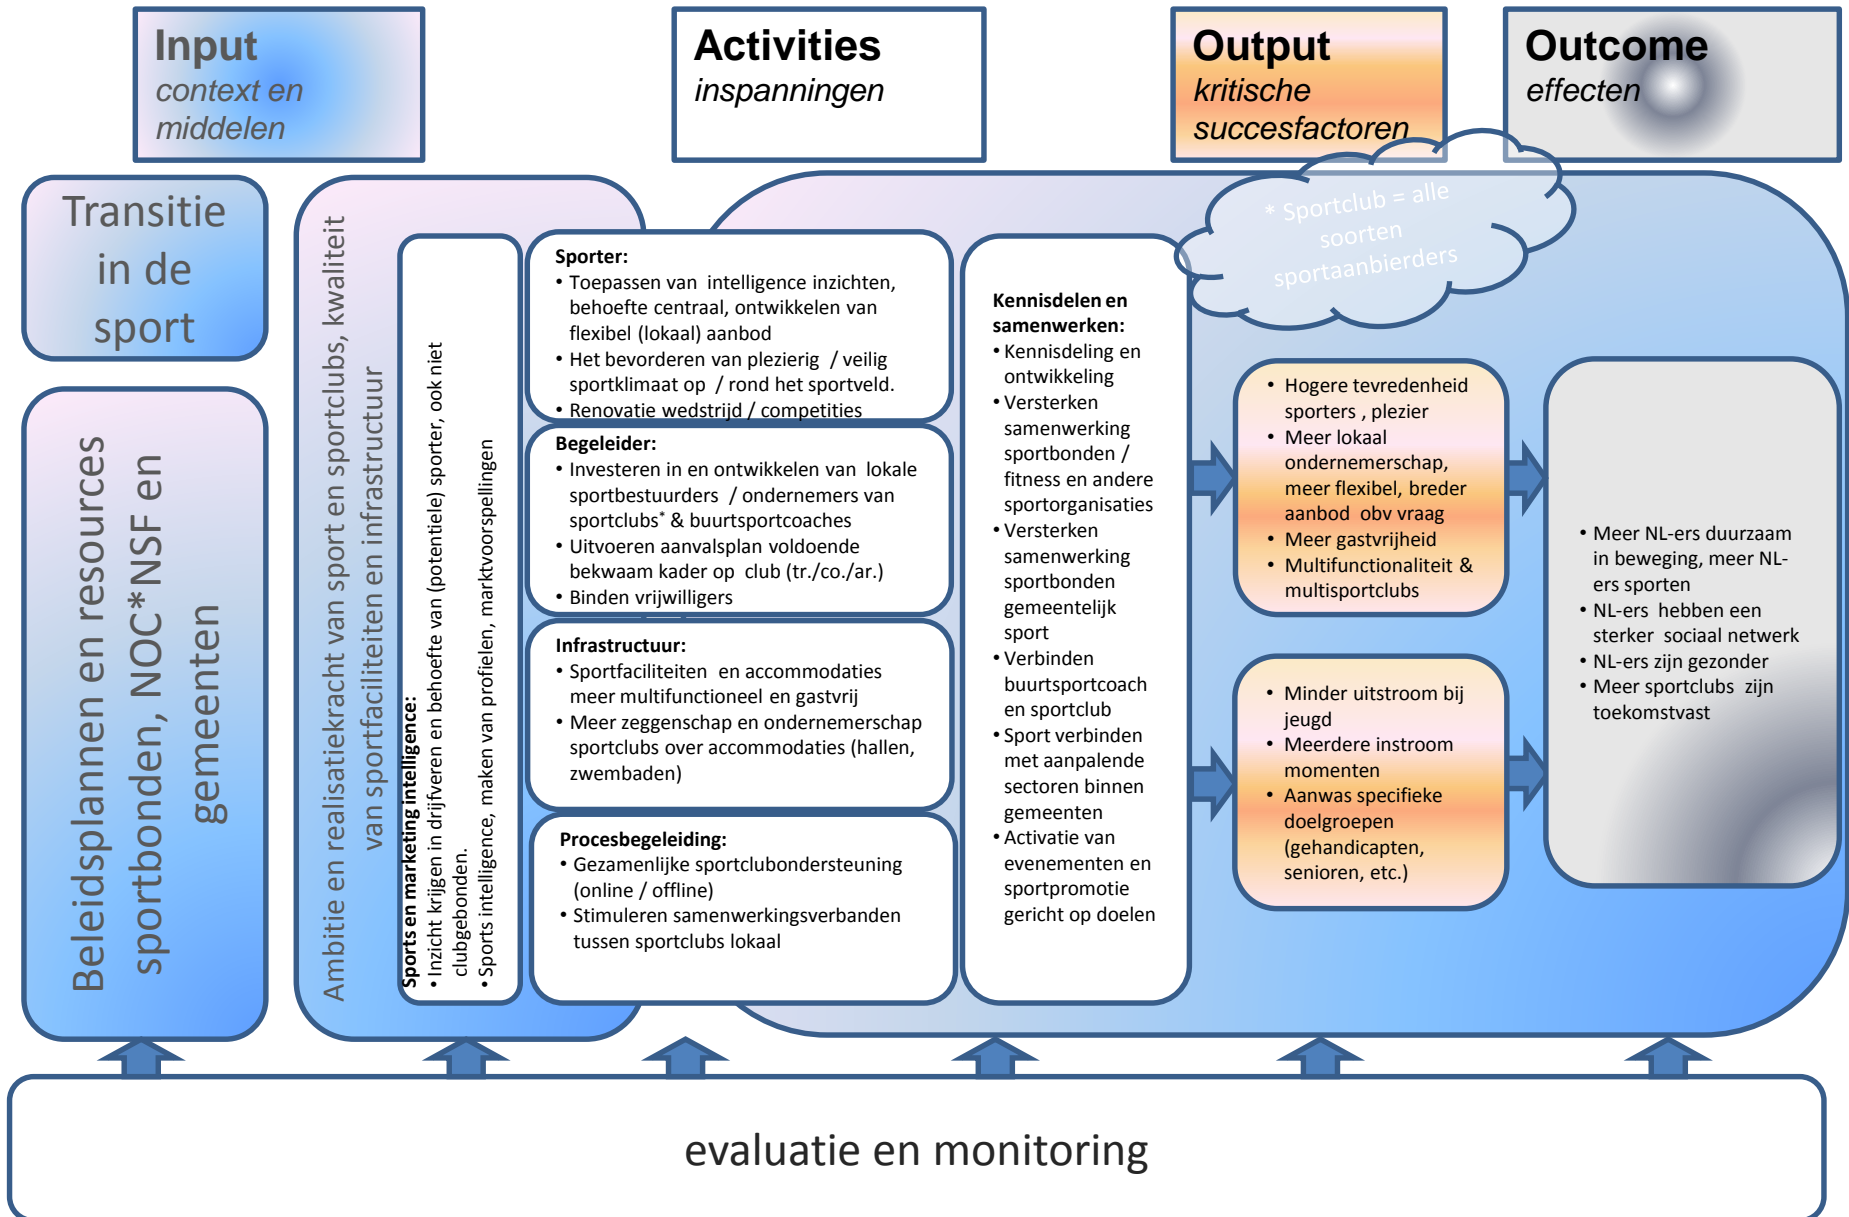 Input
context en
middelen
Activities
inspanningen
Output
kritische
succesfactoren
Outcome
effecten
Transitie
in de
sport
Beleidsplannen en resources
sportbonden, NOC*NSF en
gemeenten
Ambitie en realisatiekracht van sport en sportclubs, kwaliteit
van sportfaciliteiten en infrastructuur
Sports en marketing intelligence:
• Inzicht krijgen in drijfveren en behoefte van (potentiele) sporter, ook niet
clubgebonden.
• Sports intelligence, maken van profielen, marktvoorspellingen
Sporter:
• Toepassen van intelligence inzichten,
behoefte centraal, ontwikkelen van
flexibel (lokaal) aanbod
• Het bevorderen van plezierig / veilig
sportklimaat op / rond het sportveld.
• Renovatie wedstrijd / competities
Begeleider:
• Investeren in en ontwikkelen van lokale
sportbestuurders / ondernemers van
sportclubs* & buurtsportcoaches
• Uitvoeren aanvalsplan voldoende
bekwaam kader op club (tr./co./ar.)
• Binden vrijwilligers
Infrastructuur:
• Sportfaciliteiten en accommodaties
meer multifunctioneel en gastvrij
• Meer zeggenschap en ondernemerschap
sportclubs over accommodaties (hallen,
zwembaden)
Procesbegeleiding:
• Gezamenlijke sportclubondersteuning
(online / offline)
• Stimuleren samenwerkingsverbanden
tussen sportclubs lokaal
Kennisdelen en
samenwerken:
• Kennisdeling en
ontwikkeling
• Versterken
samenwerking
sportbonden /
fitness en andere
sportorganisaties
• Versterken
samenwerking
sportbonden
gemeentelijk
sport
• Verbinden
buurtsportcoach
en sportclub
• Sport verbinden
met aanpalende
sectoren binnen
gemeenten
• Activatie van
evenementen en
sportpromotie
gericht op doelen
* Sportclub = alle
soorten
sportaanbierders
• Hogere tevredenheid
sporters , plezier
• Meer lokaal
ondernemerschap,
meer flexibel, breder
aanbod obv vraag
• Meer gastvrijheid
• Multifunctionaliteit &
multisportclubs
• Minder uitstroom bij
jeugd
• Meerdere instroom
momenten
• Aanwas specifieke
doelgroepen
(gehandicapten,
senioren, etc.)
• Meer NL-ers duurzaam
in beweging, meer NL-
ers sporten
• NL-ers hebben een
sterker sociaal netwerk
• NL-ers zijn gezonder
• Meer sportclubs zijn
toekomstvast
evaluatie en monitoring